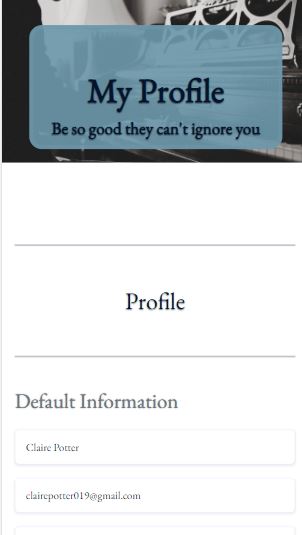 My Profile
Be so good they can't ignore you
Profile
Default Information
Claire Potter
clairepotter019@gmail.com